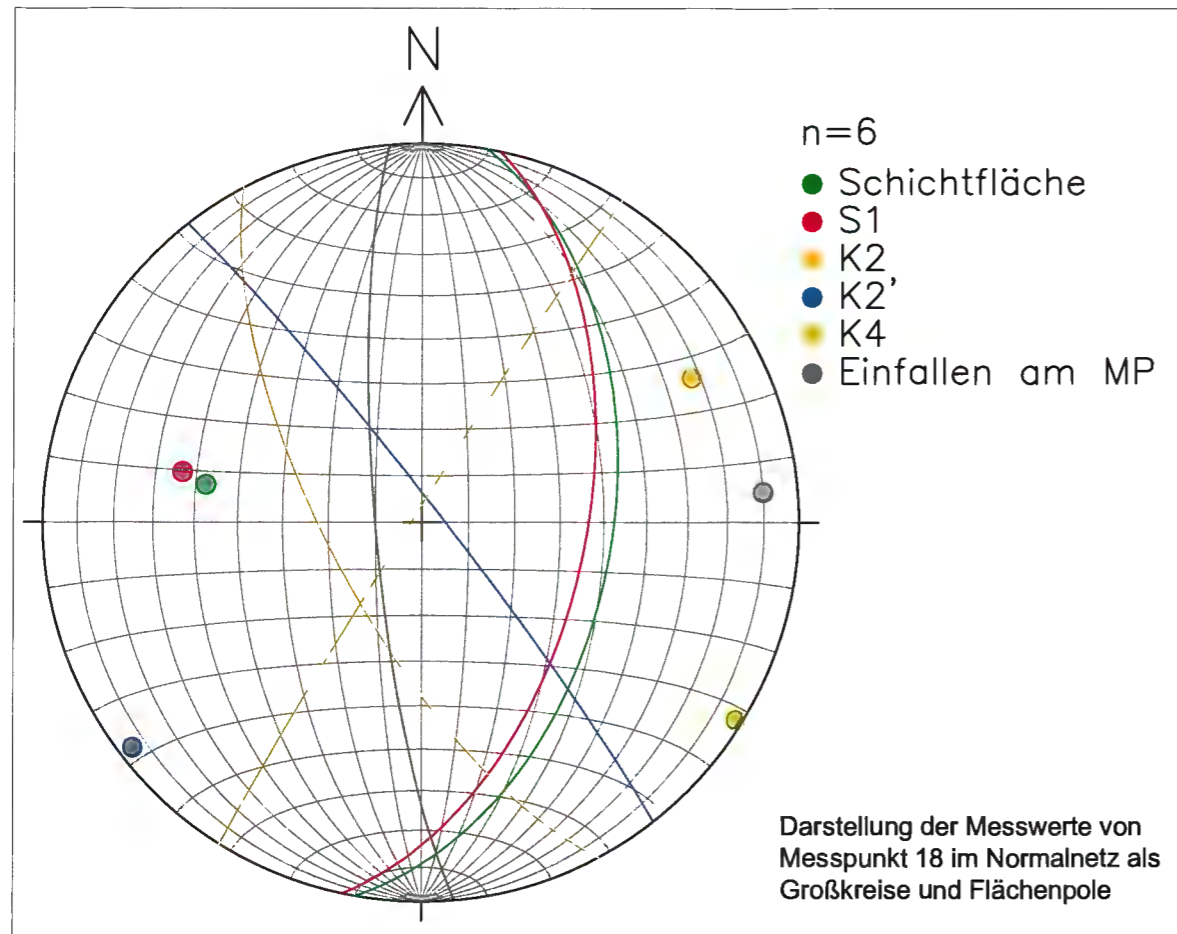 N
n=6
Schichtfläche
S1
K2
K2'
K4
Einfallen am MP
Darstellung der Messwerte von
Messpunkt 18 im Normalnetz als
Großkreise und Flächenpole